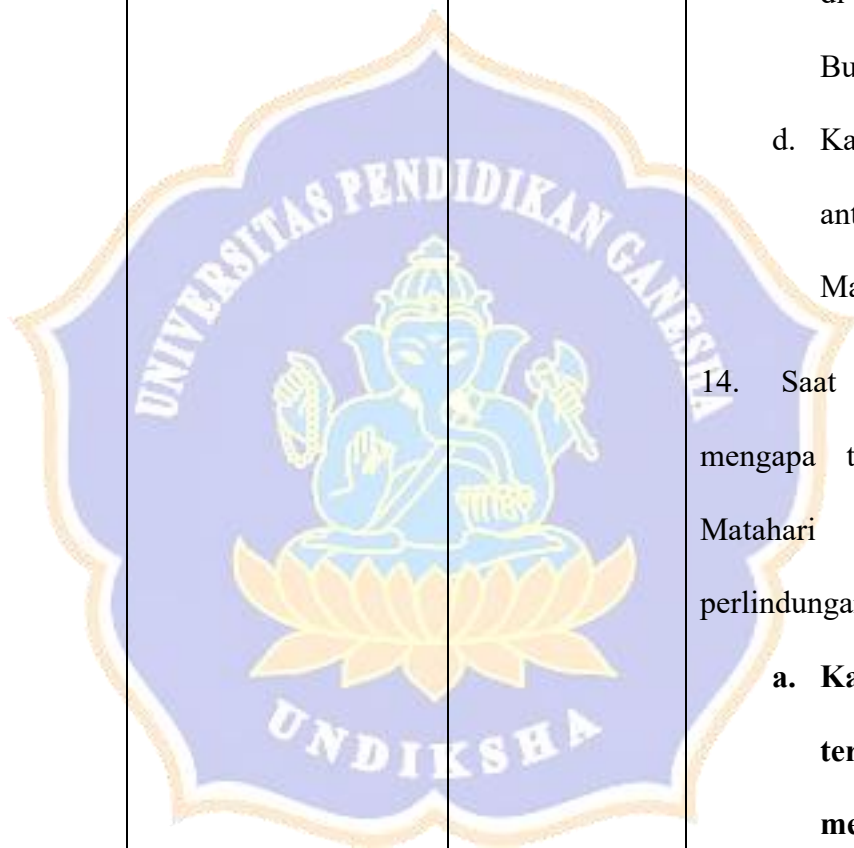 Bu
d. Ka
ant
Ma
14. Saat
mengapa t
Matahari
perlindunga
a. Ka
ter
me
UNIVERSITAS PENDIDIKAN GANESHA
UNDIKSHA